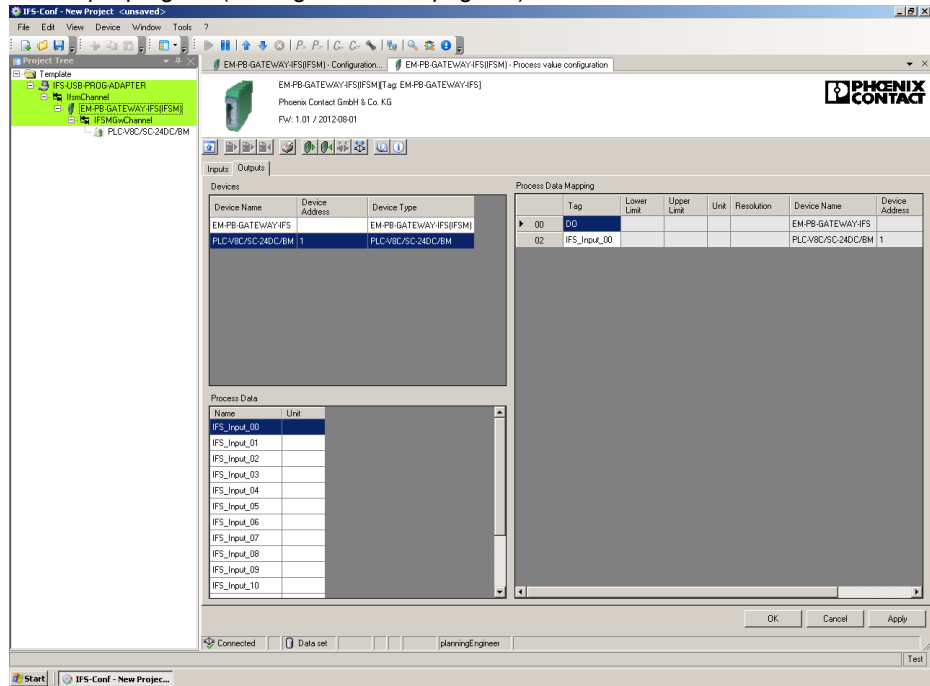 IFS-Conf - New Project <unsaved>
File Edit View Device Window Tools ?
Project Tree
Template
IFS-USB-PROG-ADAPTER
IfsmChannel
EM-PB-GATEWAY-IFS(IFSM)
IFSMGwChannel
PLC-V8C/SC-24DC/BM
EM-PB-GATEWAY-IFS(IFSM) - Configuration...
EM-PB-GATEWAY-IFS(IFSM) - Process value configuration
EM-PB-GATEWAY-IFS(IFSM)[Tag: EM-PB-GATEWAY-IFS]
Phoenix Contact GmbH & Co. KG
FW: 1.01 / 2012-08-01
PHŒNIX
CONTACT
Inputs Outputs
Devices
Device Name Device Address Device Type
EM-PB-GATEWAY-IFS EM-PB-GATEWAY-IFS(IFSM)
PLC-V8C/SC-24DC/BM 1 PLC-V8C/SC-24DC/BM
Process Data Mapping
Tag Lower Limit Upper Limit Unit Resolution Device Name Device Address
00 DO EM-PB-GATEWAY-IFS
02 IFS_Input_00 PLC-V8C/SC-24DC/BM 1
Process Data
Name Unit
IFS_Input_00
IFS_Input_01
IFS_Input_02
IFS_Input_03
IFS_Input_04
IFS_Input_05
IFS_Input_06
IFS_Input_07
IFS_Input_08
IFS_Input_09
IFS_Input_10
OK Cancel Apply
Connected Data set planningEngineer
Test
Start IFS-Conf - New Projec...